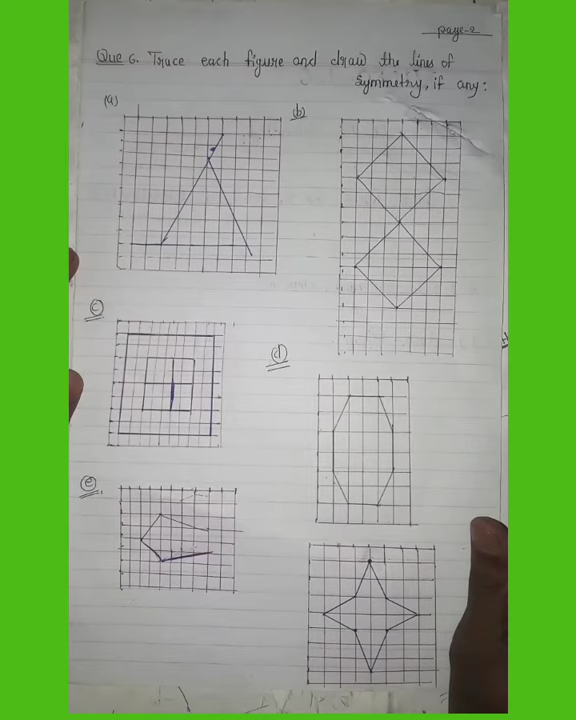 page-2
Que 6. Trace each figure and draw the lines of
Symmetry, if any:
(a)
(b)
(c)
(d)
(e)